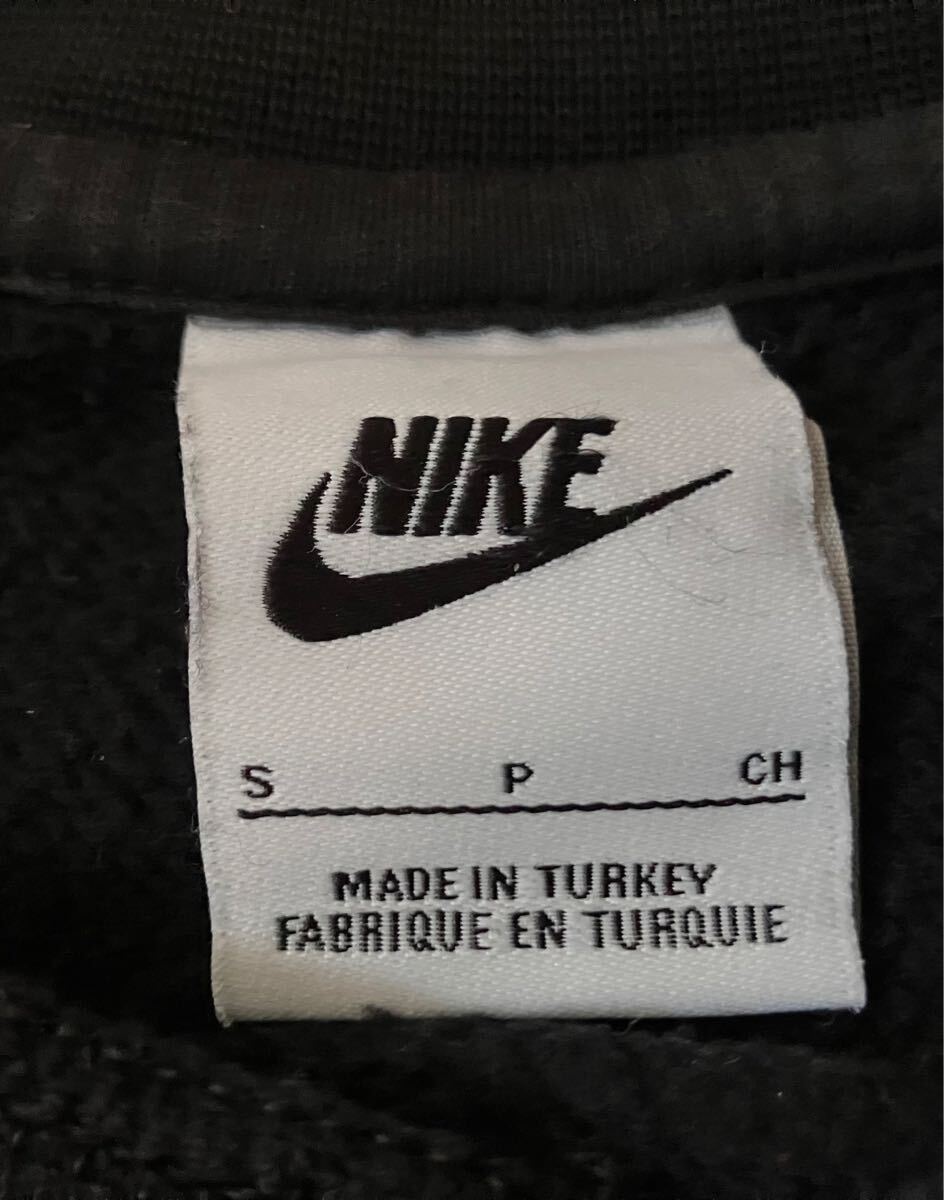 NIKE
S P CH
MADE IN TURKEY
FABRIQUE EN TURQUIE